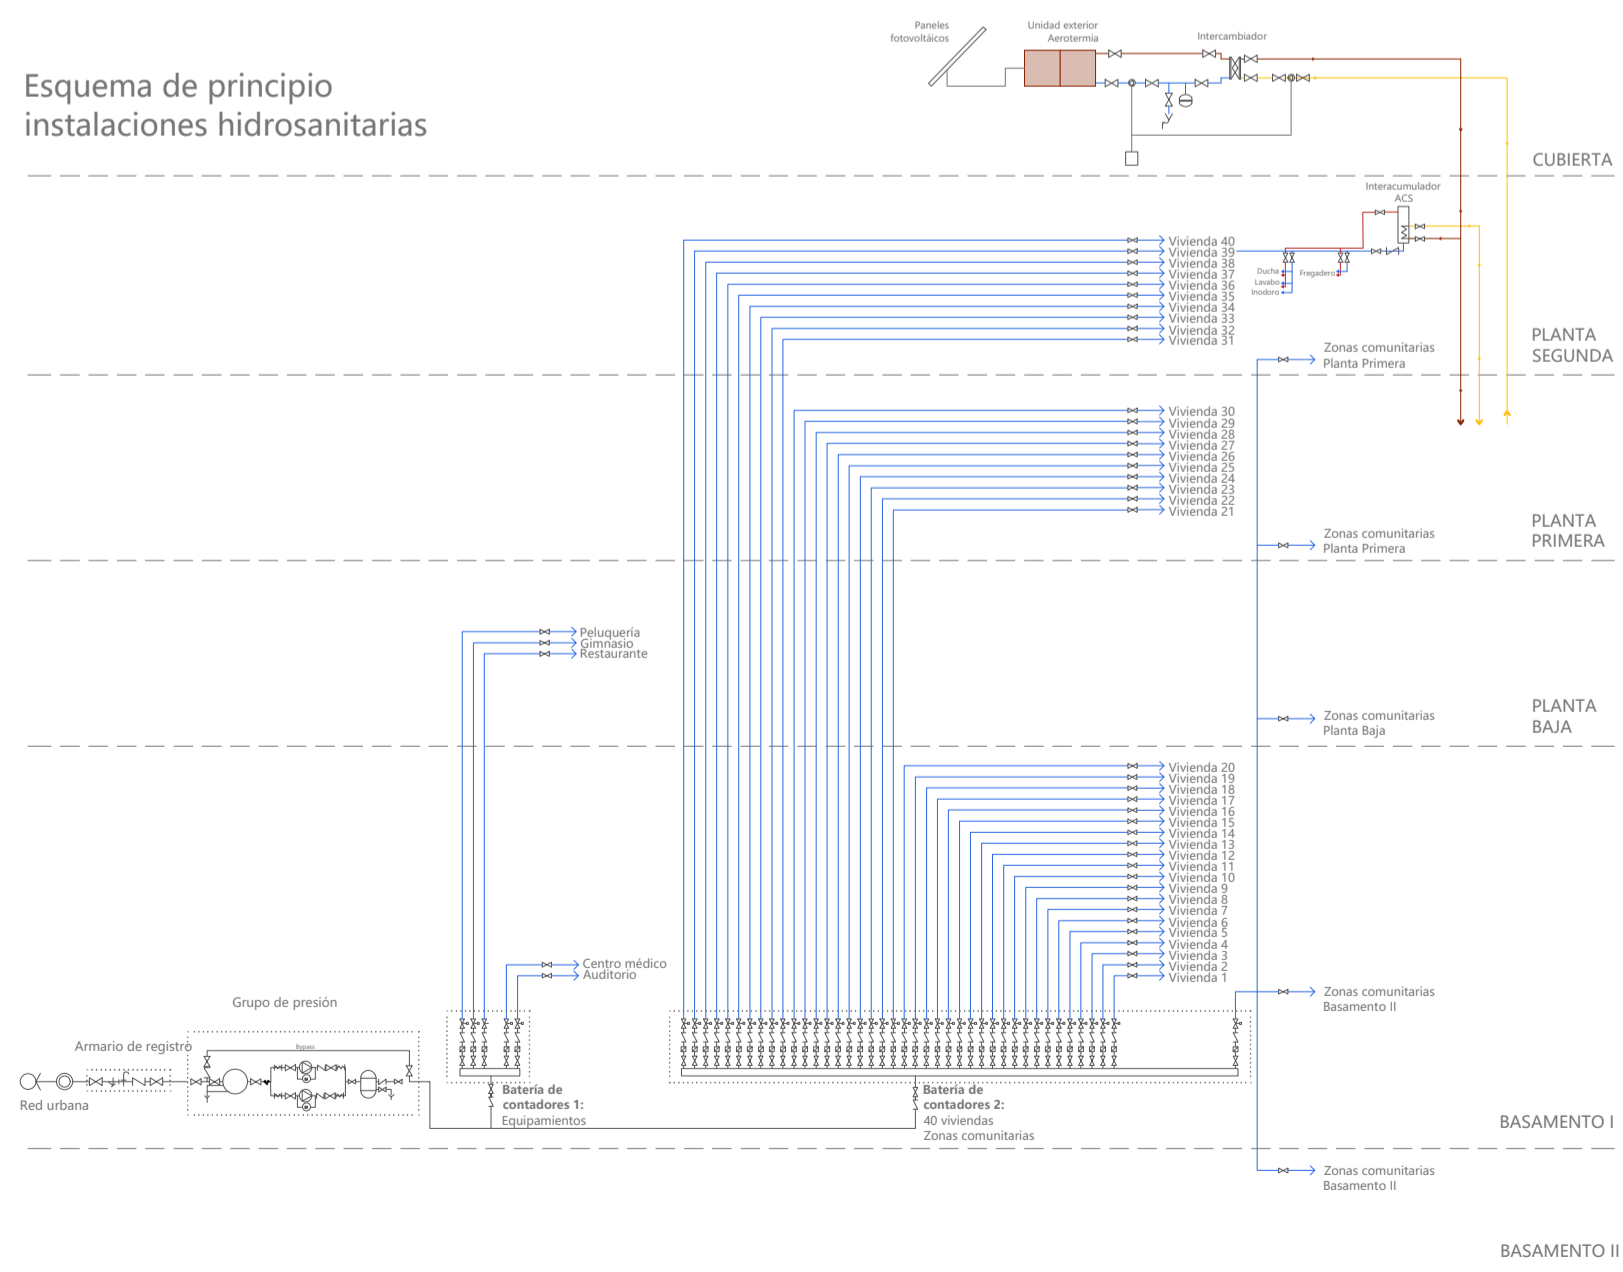 Esquema de principio
instalaciones hidrosanitarias
Paneles
fotovoltáicos
Unidad exterior
Aerotermia
Intercambiador
CUBIERTA
Interacumulador
ACS
Vivienda 40
Vivienda 39
Vivienda 38
Vivienda 37
Vivienda 36
Vivienda 35
Vivienda 34
Vivienda 33
Vivienda 32
Vivienda 31
Ducha
Lavabo
Inodoro
Fregadero
Zonas comunitarias
Planta Primera
PLANTA
SEGUNDA
Vivienda 30
Vivienda 29
Vivienda 28
Vivienda 27
Vivienda 26
Vivienda 25
Vivienda 24
Vivienda 23
Vivienda 22
Vivienda 21
Zonas comunitarias
Planta Primera
PLANTA
PRIMERA
Peluquería
Gimnasio
Restaurante
Zonas comunitarias
Planta Baja
PLANTA
BAJA
Vivienda 20
Vivienda 19
Vivienda 18
Vivienda 17
Vivienda 16
Vivienda 15
Vivienda 14
Vivienda 13
Vivienda 12
Vivienda 11
Vivienda 10
Vivienda 9
Vivienda 8
Vivienda 7
Vivienda 6
Vivienda 5
Vivienda 4
Vivienda 3
Vivienda 2
Vivienda 1
Centro médico
Auditorio
Zonas comunitarias
Basamento II
Grupo de presión
Armario de registro
Bypass
Red urbana
Batería de
contadores 1:
Equipamientos
Batería de
contadores 2:
40 viviendas
Zonas comunitarias
BASAMENTO I
Zonas comunitarias
Basamento II
BASAMENTO II